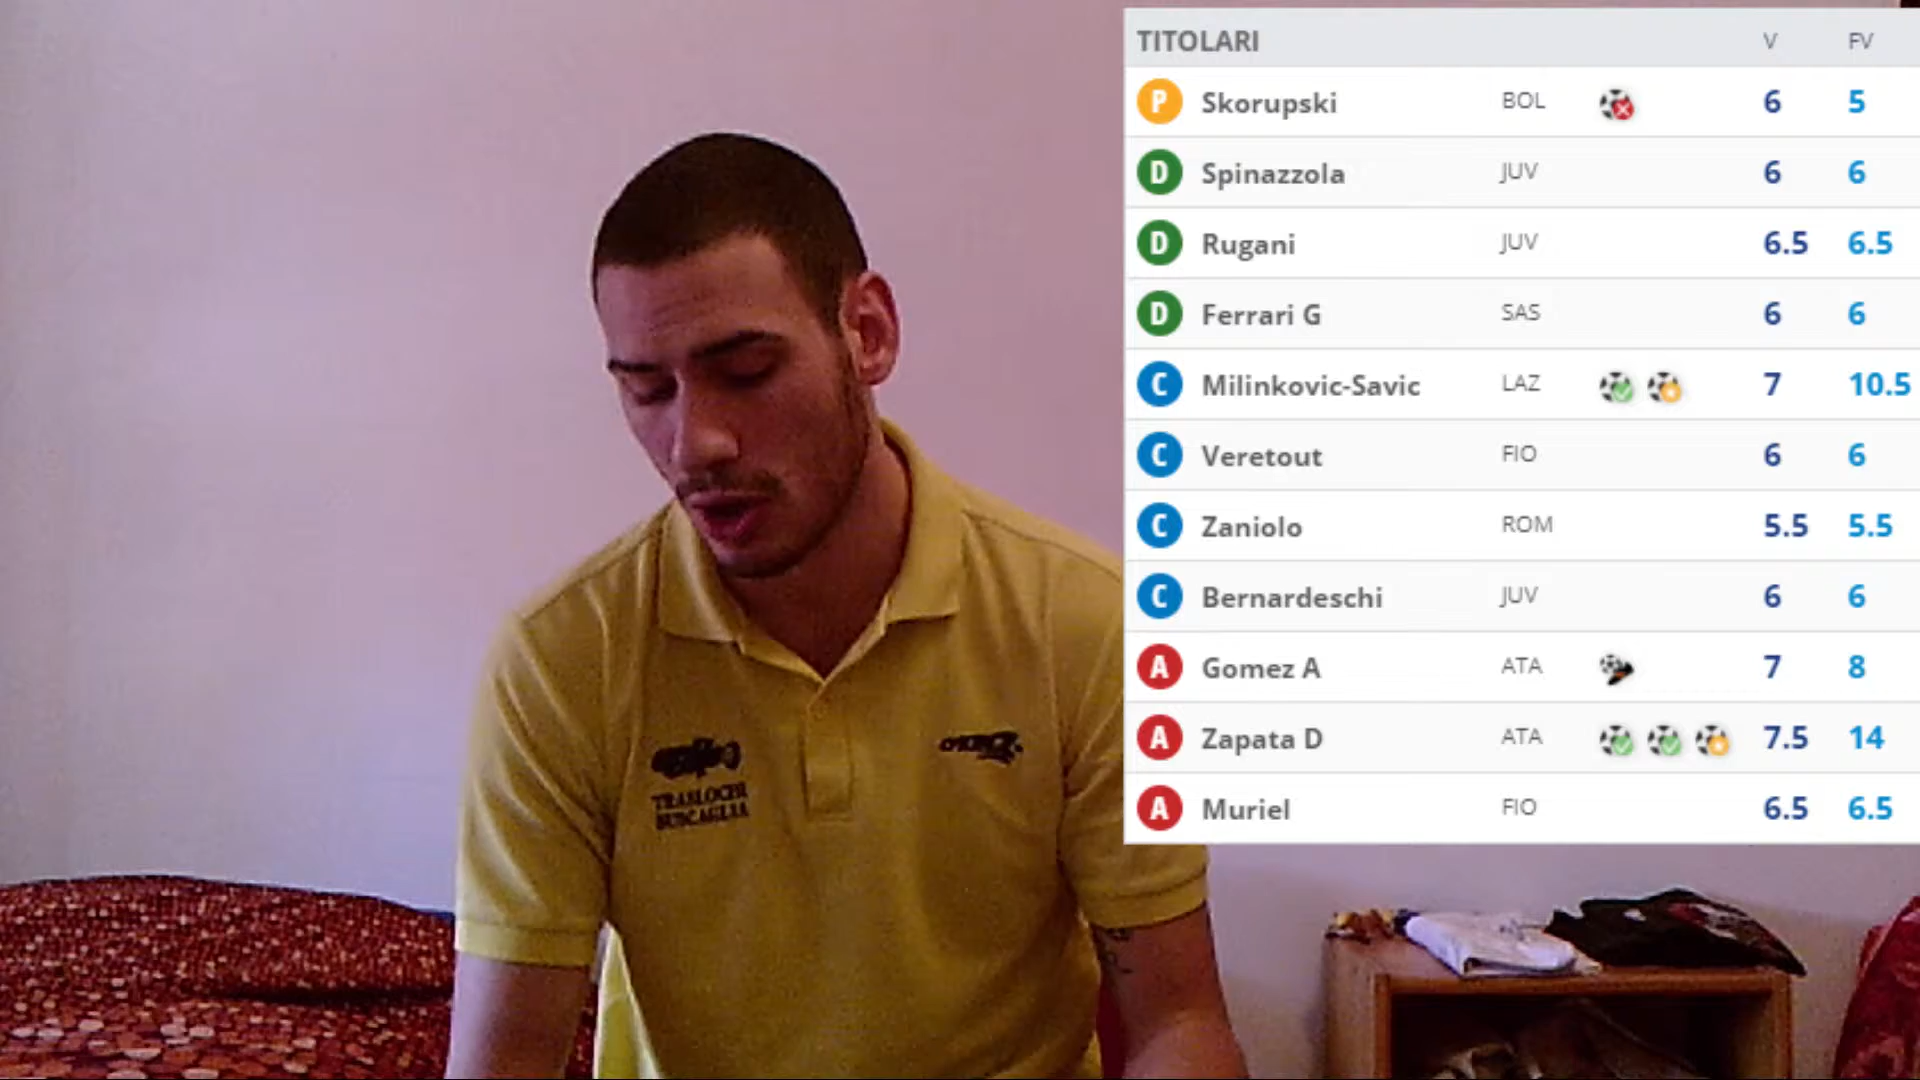 TITOLARI V FV
P Skorupski BOL 6 5
D Spinazzola JUV 6 6
D Rugani JUV 6.5 6.5
D Ferrari G SAS 6 6
C Milinkovic-Savic LAZ 7 10.5
C Veretout FIO 6 6
C Zaniolo ROM 5.5 5.5
C Bernardeschi JUV 6 6
A Gomez A ATA 7 8
A Zapata D ATA 7.5 14
A Muriel FIO 6.5 6.5
TRASLOCHI
BUSCAGLIA